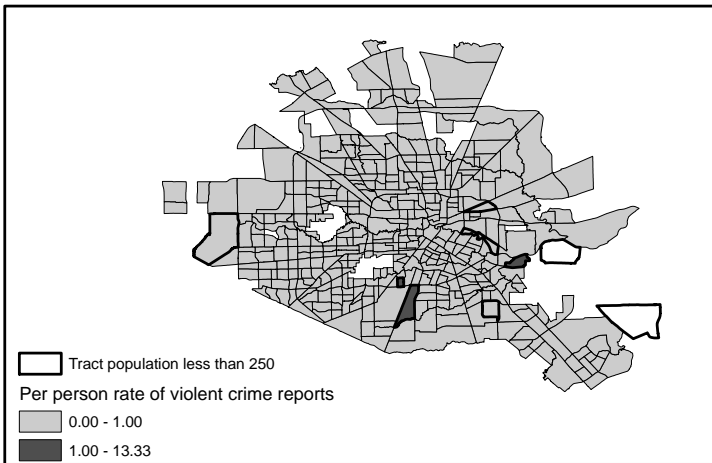 Tract population less than 250
Per person rate of violent crime reports
0.00 - 1.00
1.00 - 13.33